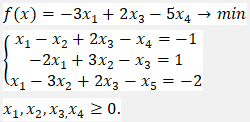 f(x) = −3x₁ + 2x₃ − 5x₄ → min
x₁ − x₂ + 2x₃ − x₄ = −1
−2x₁ + 3x₂ − x₃ = 1
x₁ − 3x₂ + 2x₃ − x₅ = −2
x₁, x₂, x₃,x₄ ≥ 0.